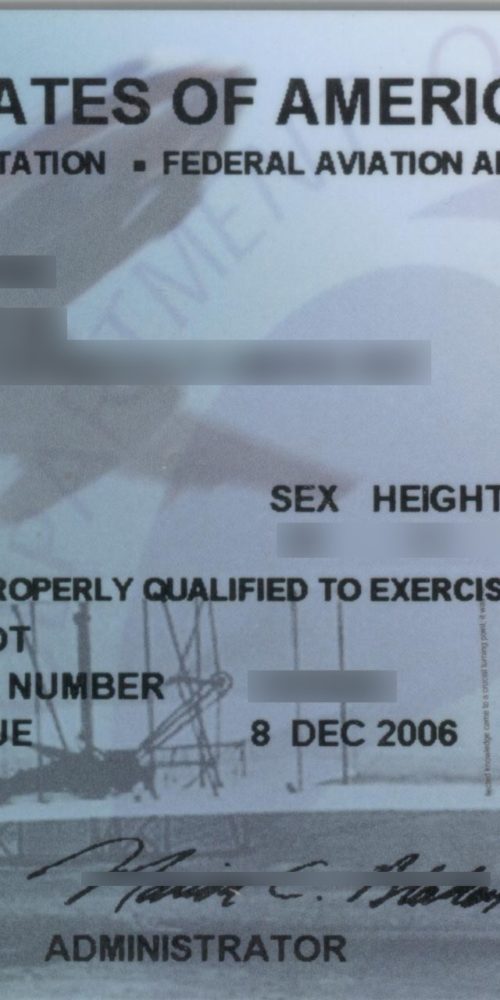 ATES OF AMERIC
TATION ▪ FEDERAL AVIATION A
SEX HEIGHT
ROPERLY QUALIFIED TO EXERCIS
OT
NUMBER
UE 8 DEC 2006
ADMINISTRATOR